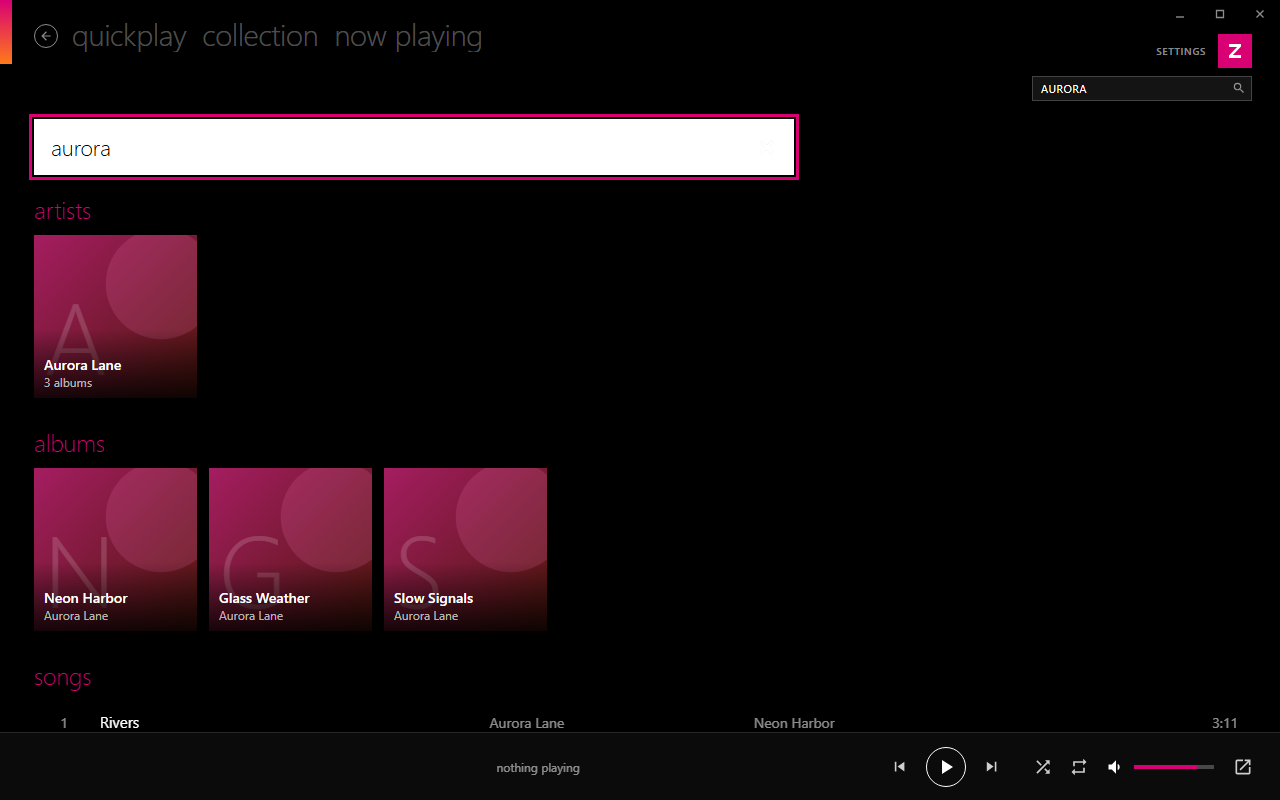 quickplay collection now playing
SETTINGS Z
AURORA
aurora
artists
A
Aurora Lane
3 albums
albums
N G S
Neon Harbor Glass Weather Slow Signals
Aurora Lane Aurora Lane Aurora Lane
songs
1 Rivers Aurora Lane Neon Harbor 3:11
nothing playing